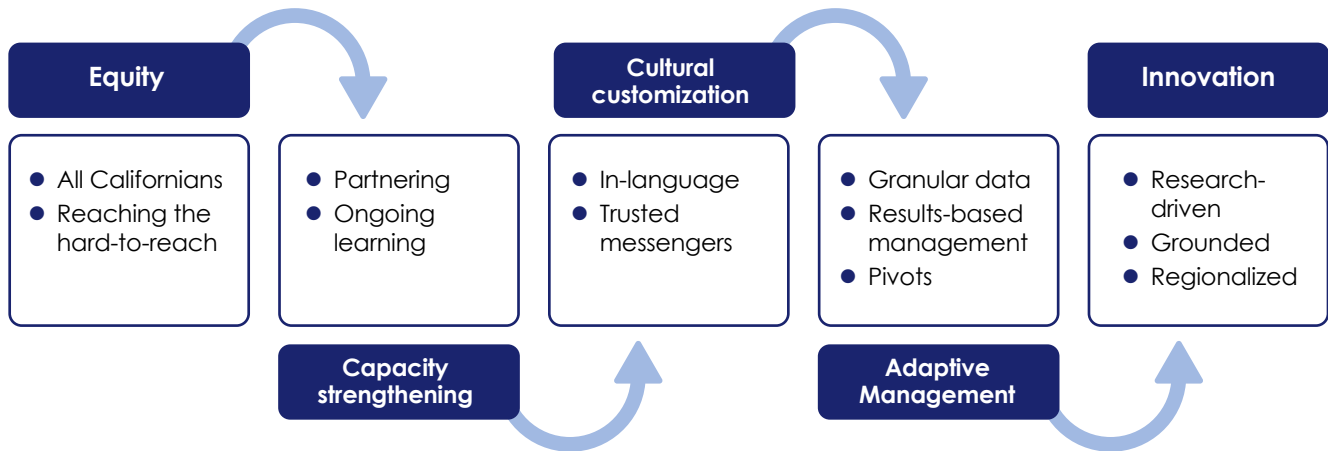 Equity
● All Californians
● Reaching the
hard-to-reach
● Partnering
● Ongoing
learning
Capacity
strengthening
Cultural
customization
● In-language
● Trusted
messengers
● Granular data
● Results-based
management
● Pivots
Adaptive
Management
Innovation
● Research-
driven
● Grounded
● Regionalized